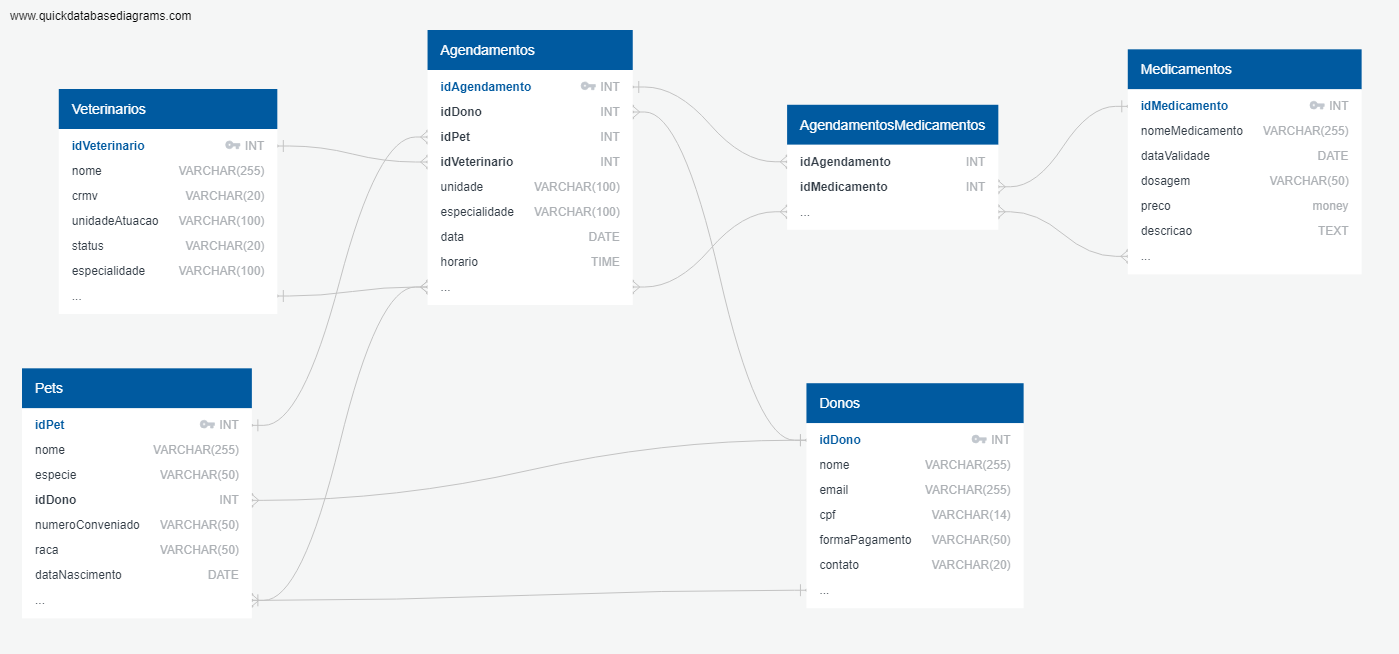 www.quickdatabasediagrams.com
Veterinarios
idVeterinario INT
nome VARCHAR(255)
crmv VARCHAR(20)
unidadeAtuacao VARCHAR(100)
status VARCHAR(20)
especialidade VARCHAR(100)
...
Agendamentos
idAgendamento INT
idDono INT
idPet INT
idVeterinario INT
unidade VARCHAR(100)
especialidade VARCHAR(100)
data DATE
horario TIME
...
AgendamentosMedicamentos
idAgendamento INT
idMedicamento INT
...
Medicamentos
idMedicamento INT
nomeMedicamento VARCHAR(255)
dataValidade DATE
dosagem VARCHAR(50)
preco money
descricao TEXT
...
Pets
idPet INT
nome VARCHAR(255)
especie VARCHAR(50)
idDono INT
numeroConveniado VARCHAR(50)
raca VARCHAR(50)
dataNascimento DATE
...
Donos
idDono INT
nome VARCHAR(255)
email VARCHAR(255)
cpf VARCHAR(14)
formaPagamento VARCHAR(50)
contato VARCHAR(20)
...